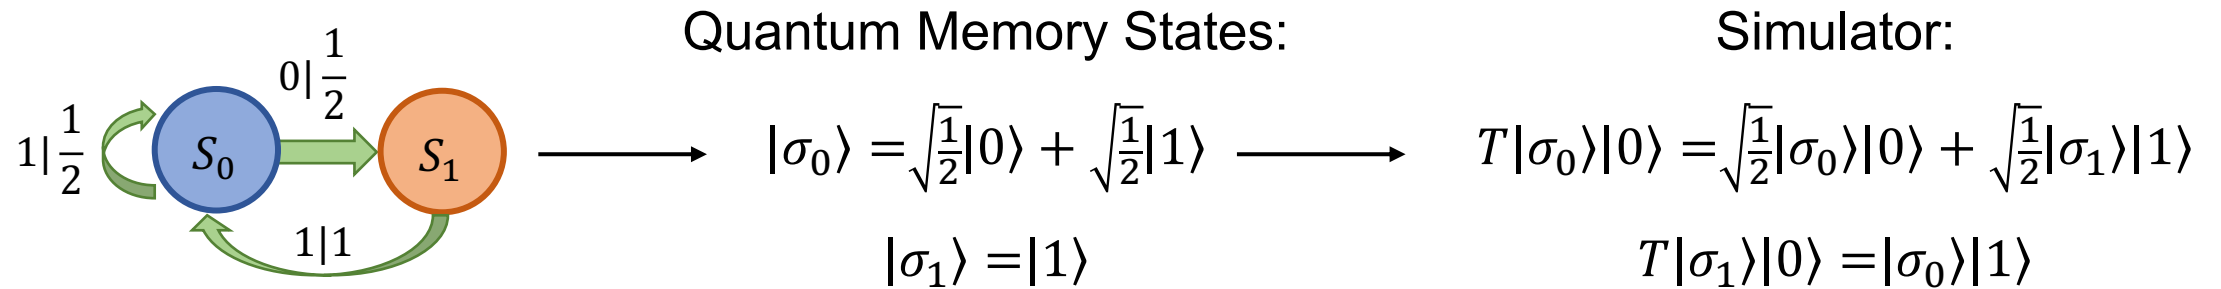 Quantum Memory States:
Simulator:
0|1/2
1|1/2
S₀
S₁
1|1
|σ₀⟩ =√(1/2)|0⟩ + √(1/2)|1⟩
|σ₁⟩ =|1⟩
T|σ₀⟩|0⟩ =√(1/2)|σ₀⟩|0⟩ + √(1/2)|σ₁⟩|1⟩
T|σ₁⟩|0⟩ =|σ₀⟩|1⟩